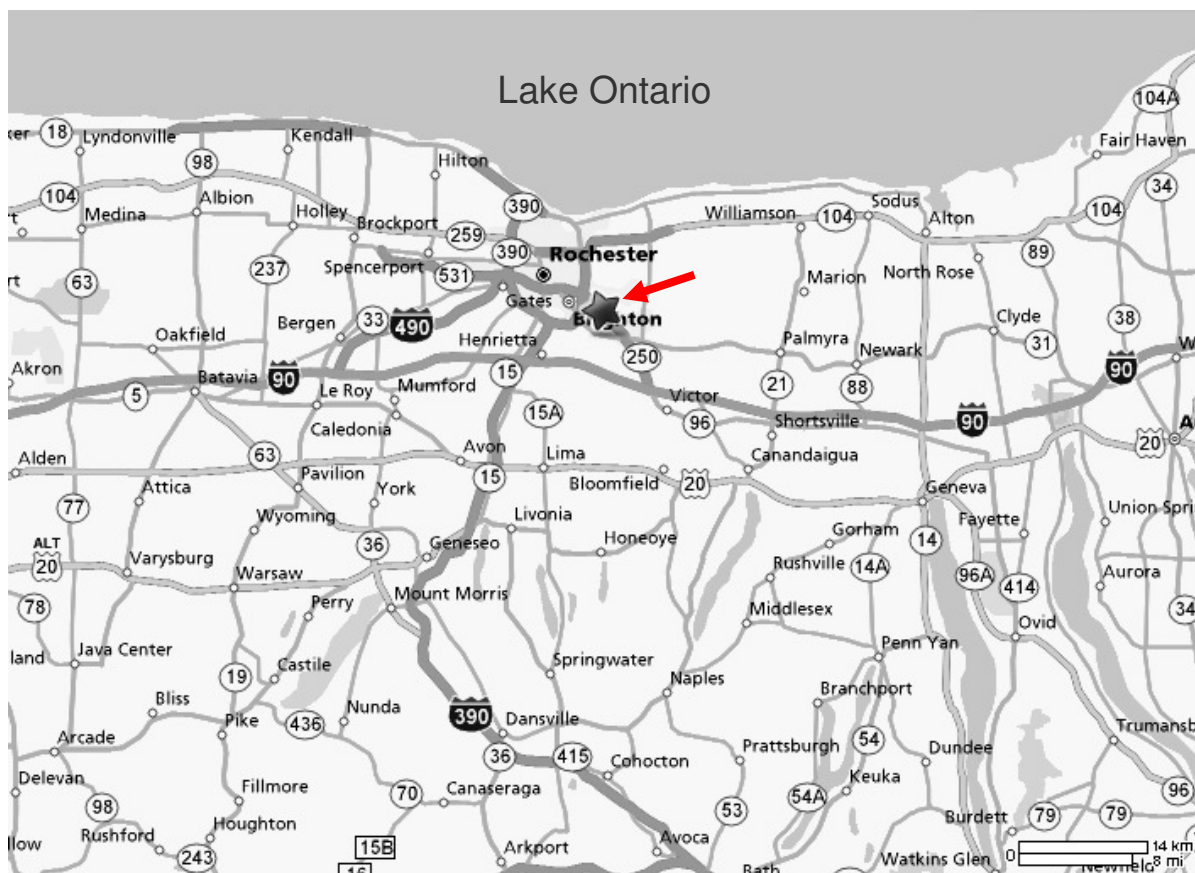 Lake Ontario
104A
18
Lyndonville
Kendall
Fair Haven
98
Hilton
34
104
Albion
390
Medina
Holley
Brockport
Williamson
104
Sodus
Alton
104
259
390
Rochester
89
Spencerport
531
237
63
Marion
North Rose
Gates
Bergen
33
490
Clyde
38
Oakfield
Henrietta
250
Palmyra
Newark
31
Akron
90
15
90
Batavia
Le Roy
Mumford
21
88
5
Victor
15A
96
Shortsville
90
Caledonia
63
Avon
Lima
Canandaigua
20
Alden
Pavilion
15
Bloomfield
20
Geneva
Attica
York
77
Wyoming
Livonia
Gorham
Fayette
Union Spri
ALT
20
36
Geneseo
Honeoye
14
Varysburg
Rushville
14A
96A
414
Aurora
Warsaw
78
Perry
Mount Morris
Middlesex
34
Ovid
land
Java Center
Penn Yan
Castile
Springwater
19
Naples
Branchport
Bliss
436
Nunda
390
Dansville
Pike
Trumansb
Arcade
Prattsburgh
54
Dundee
36
415
Cohocton
Delevan
Keuka
96
Fillmore
70
Canaseraga
54A
98
53
Burdett
79
79
Rushford
Houghton
Avoca
llow
15B
243
Arkport
Watkins Glen
0
14 km
8 mi
Bath
16
Newfield